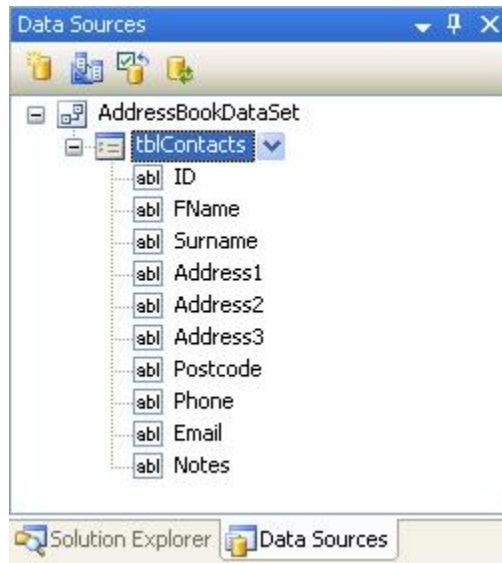 Data Sources
AddressBookDataSet
tblContacts
abl ID
abl FName
abl Surname
abl Address1
abl Address2
abl Address3
abl Postcode
abl Phone
abl Email
abl Notes
Solution Explorer Data Sources